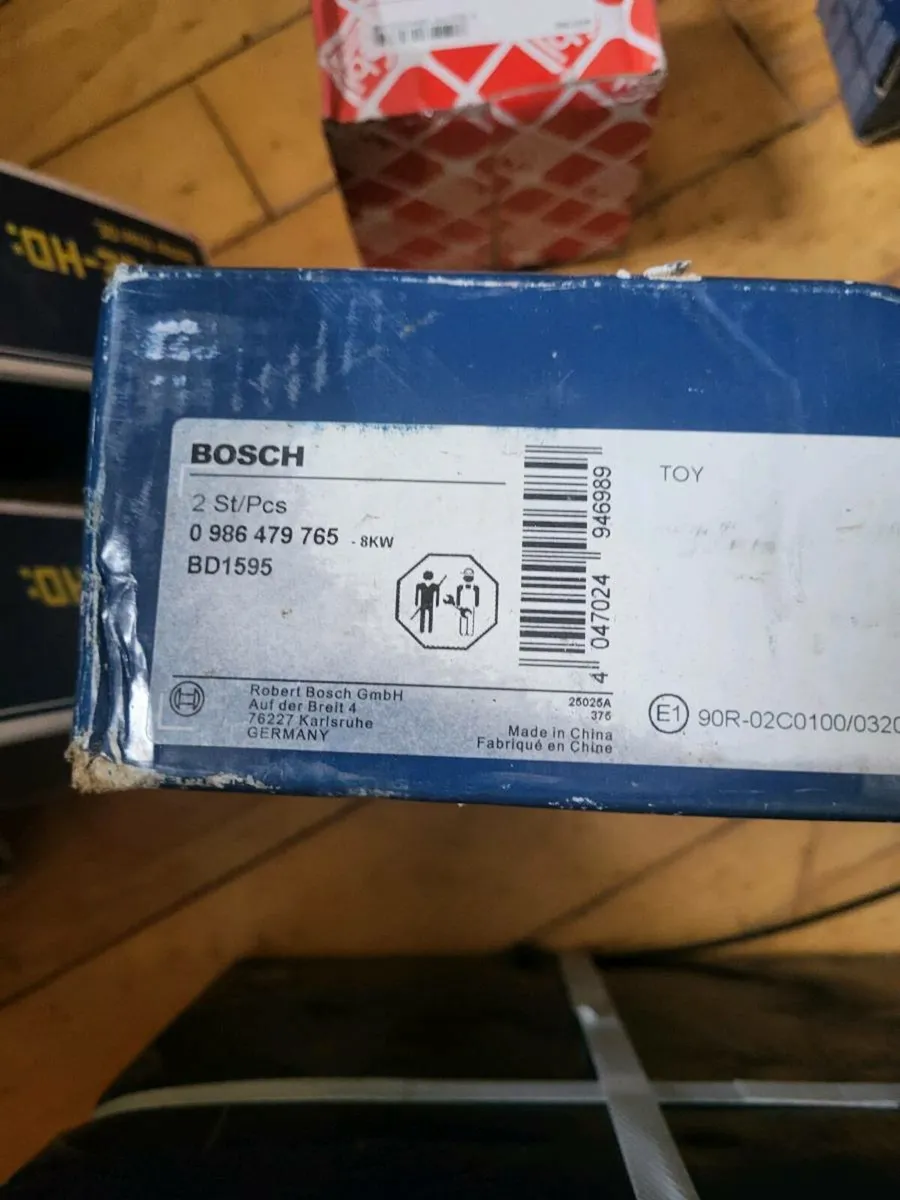 BOSCH
2 St/Pcs
0 986 479 765 - 8KW
BD1595
4 047024 946989
TOY
Robert Bosch GmbH
Auf der Breit 4
76227 Karlsruhe
GERMANY
25025A
375
Made in China
Fabriqué en Chine
E1 90R-02C0100/0320